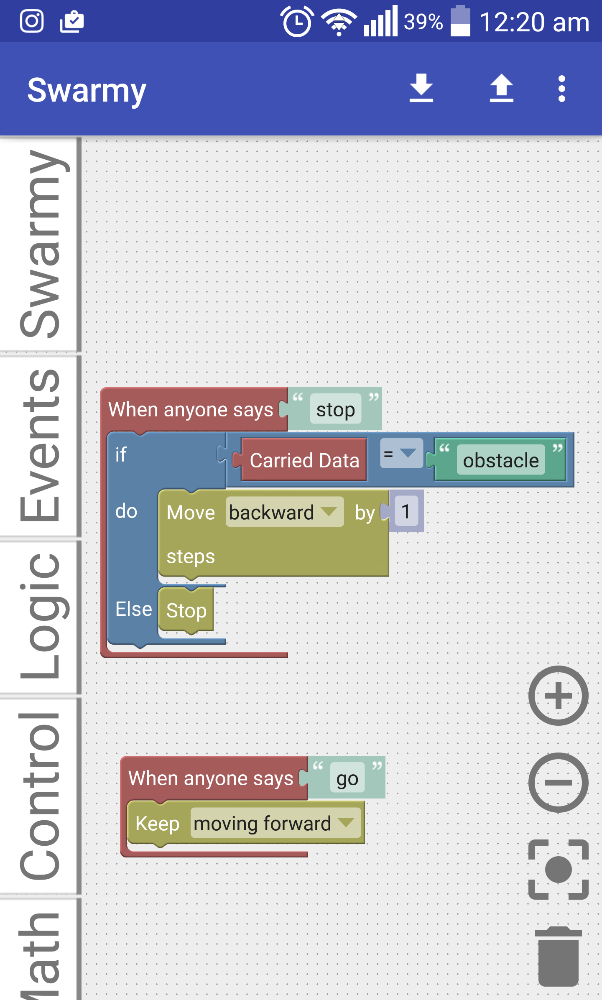 39% 12:20 am
Swarmy
Swarmy
Events
Logic
Control
Math
When anyone says “ stop ”
if Carried Data = “ obstacle ”
do Move backward by 1
steps
Else Stop
When anyone says “ go ”
Keep moving forward